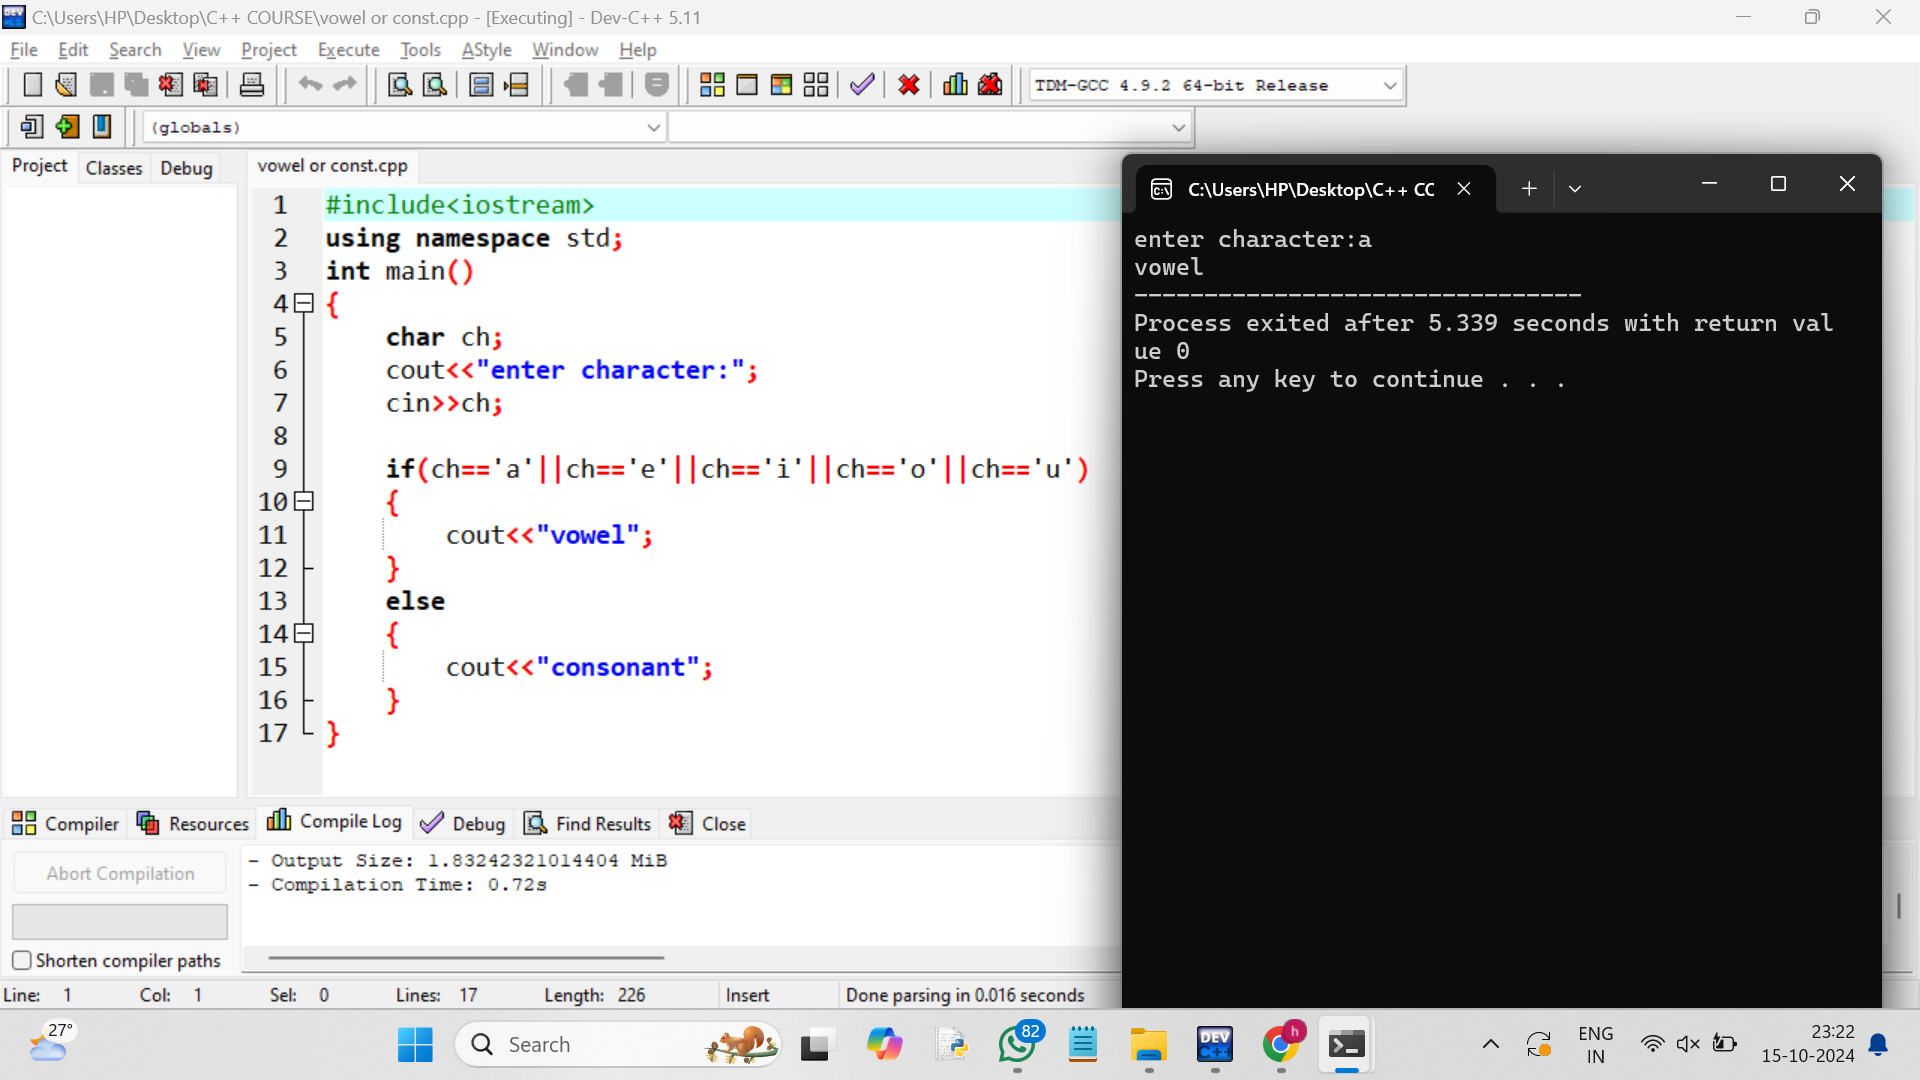 C:\Users\HP\Desktop\C++ COURSE\vowel or const.cpp - [Executing] - Dev-C++ 5.11
File Edit Search View Project Execute Tools AStyle Window Help
TDM-GCC 4.9.2 64-bit Release
(globals)
Project Classes Debug
vowel or const.cpp
1 #include<iostream>
2 using namespace std;
3 int main()
4 {
5 char ch;
6 cout<<"enter character:";
7 cin>>ch;
8
9 if(ch=='a'||ch=='e'||ch=='i'||ch=='o'||ch=='u')
10 {
11 cout<<"vowel";
12 }
13 else
14 {
15 cout<<"consonant";
16 }
17 }
C:\Users\HP\Desktop\C++ CC
enter character:a
vowel
--------------------------------
Process exited after 5.339 seconds with return val
ue 0
Press any key to continue . . .
Compiler Resources Compile Log Debug Find Results Close
Abort Compilation
Shorten compiler paths
- Output Size: 1.83242321014404 MiB
- Compilation Time: 0.72s
Line: 1 Col: 1 Sel: 0 Lines: 17 Length: 226 Insert Done parsing in 0.016 seconds
27°
Search
82
DEV
C++
h
ENG
IN
23:22
15-10-2024